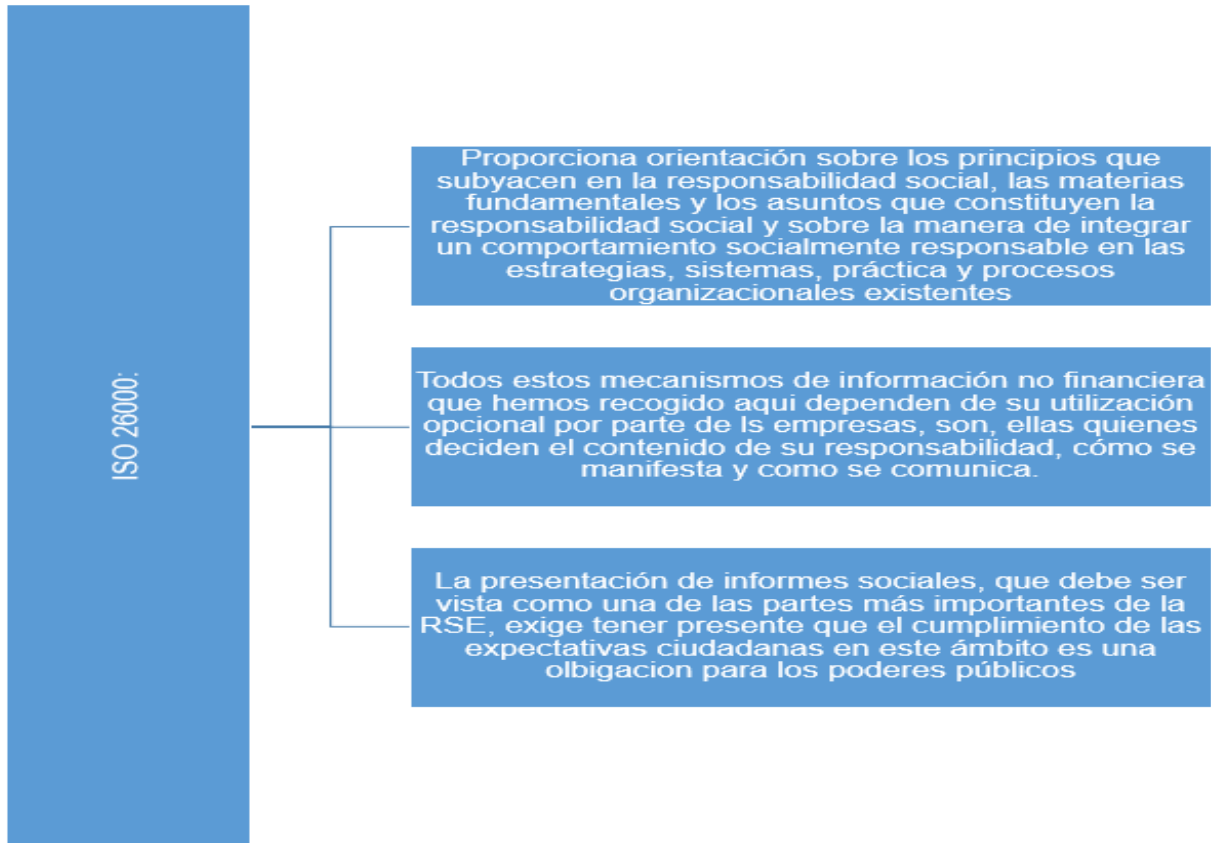 ISO 26000:
Proporciona orientación sobre los principios que
subyacen en la responsabilidad social, las materias
fundamentales y los asuntos que constituyen la
responsabilidad social y sobre la manera de integrar
un comportamiento socialmente responsable en las
estrategias, sistemas, práctica y procesos
organizacionales existentes
Todos estos mecanismos de información no financiera
que hemos recogido aqui dependen de su utilización
opcional por parte de ls empresas, son, ellas quienes
deciden el contenido de su responsabilidad, cómo se
manifesta y como se comunica.
La presentación de informes sociales, que debe ser
vista como una de las partes más importantes de la
RSE, exige tener presente que el cumplimiento de las
expectativas ciudadanas en este ámbito es una
olbigacion para los poderes públicos